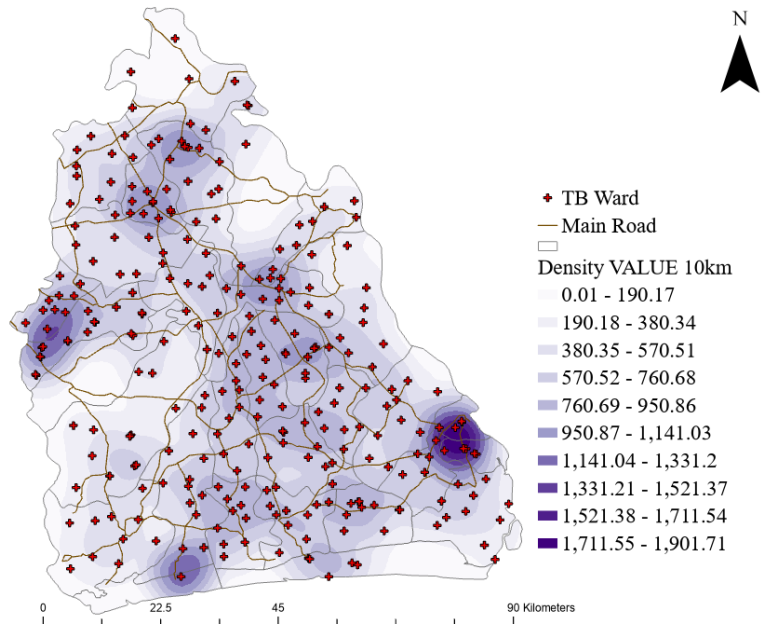 N
TB Ward
Main Road
Density VALUE 10km
0.01 - 190.17
190.18 - 380.34
380.35 - 570.51
570.52 - 760.68
760.69 - 950.86
950.87 - 1,141.03
1,141.04 - 1,331.2
1,331.21 - 1,521.37
1,521.38 - 1,711.54
1,711.55 - 1,901.71
0 22.5 45 90 Kilometers